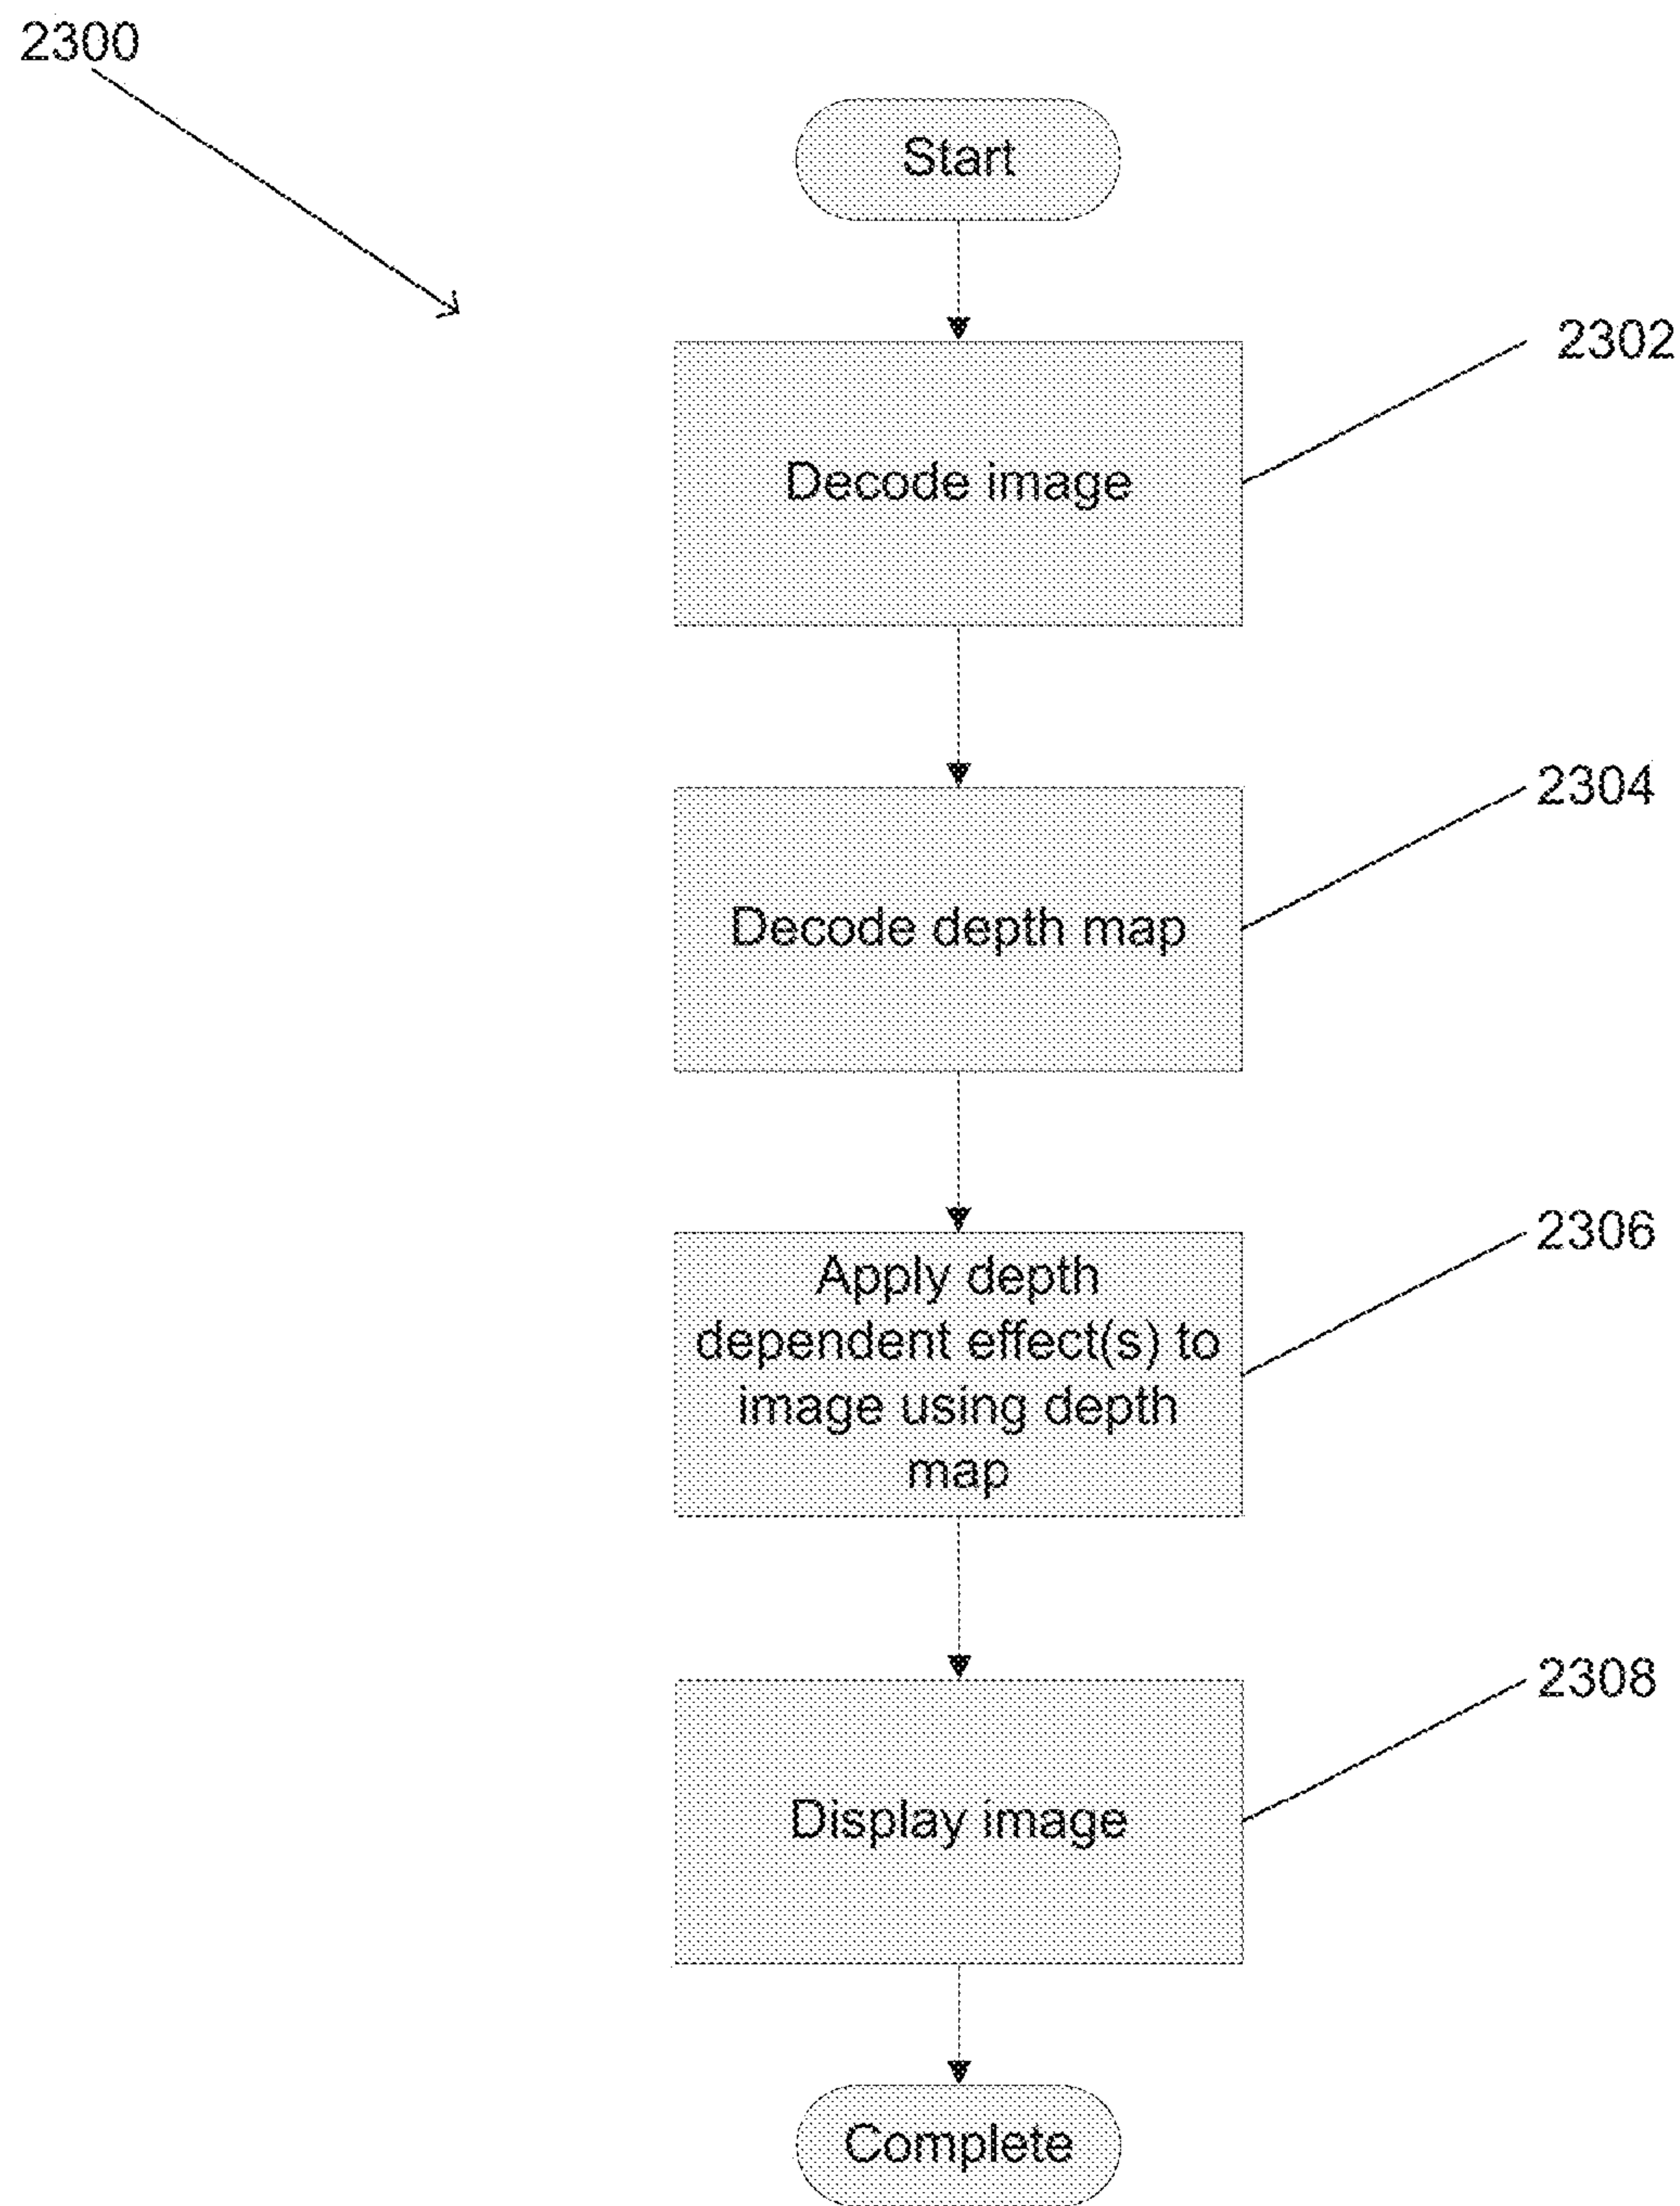 2300
Start
2302
Decode image
2304
Decode depth map
2306
Apply depth
dependent effect(s) to
image using depth
map
2308
Display image
Complete